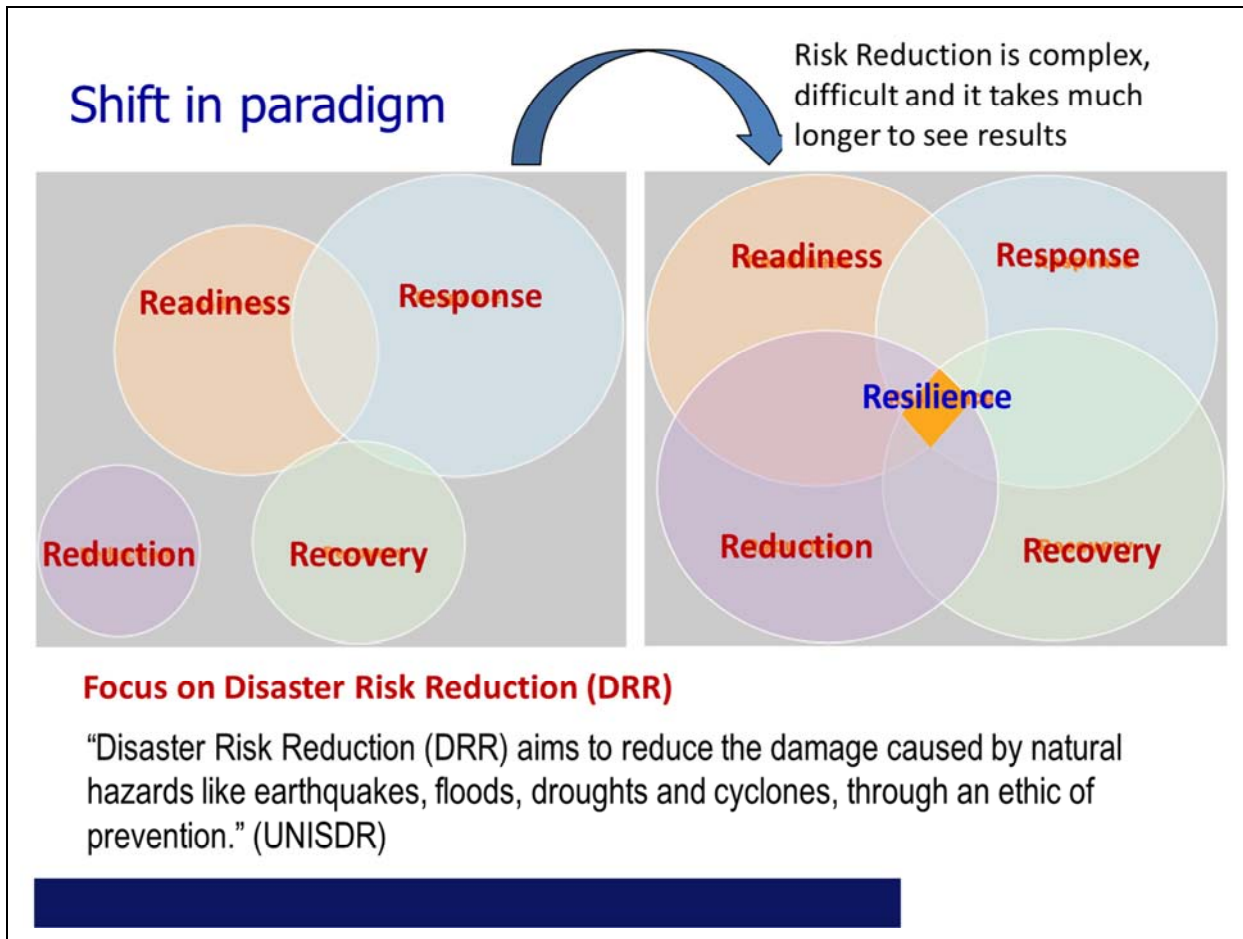 Shift in paradigm
Risk Reduction is complex,
difficult and it takes much
longer to see results
Readiness
Response
Reduction
Recovery
Readiness
Response
Resilience
Reduction
Recovery
Focus on Disaster Risk Reduction (DRR)
“Disaster Risk Reduction (DRR) aims to reduce the damage caused by natural
hazards like earthquakes, floods, droughts and cyclones, through an ethic of
prevention.” (UNISDR)